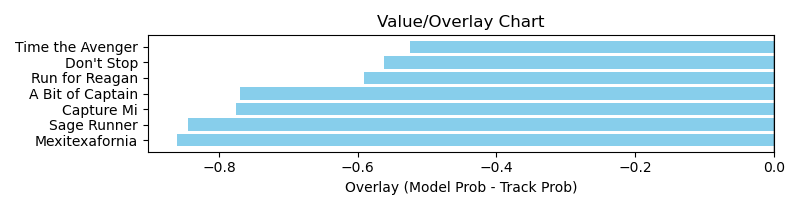 Value/Overlay Chart
Time the Avenger
Don't Stop
Run for Reagan
A Bit of Captain
Capture Mi
Sage Runner
Mexitexafornia
−0.8 −0.6 −0.4 −0.2 0.0
Overlay (Model Prob - Track Prob)